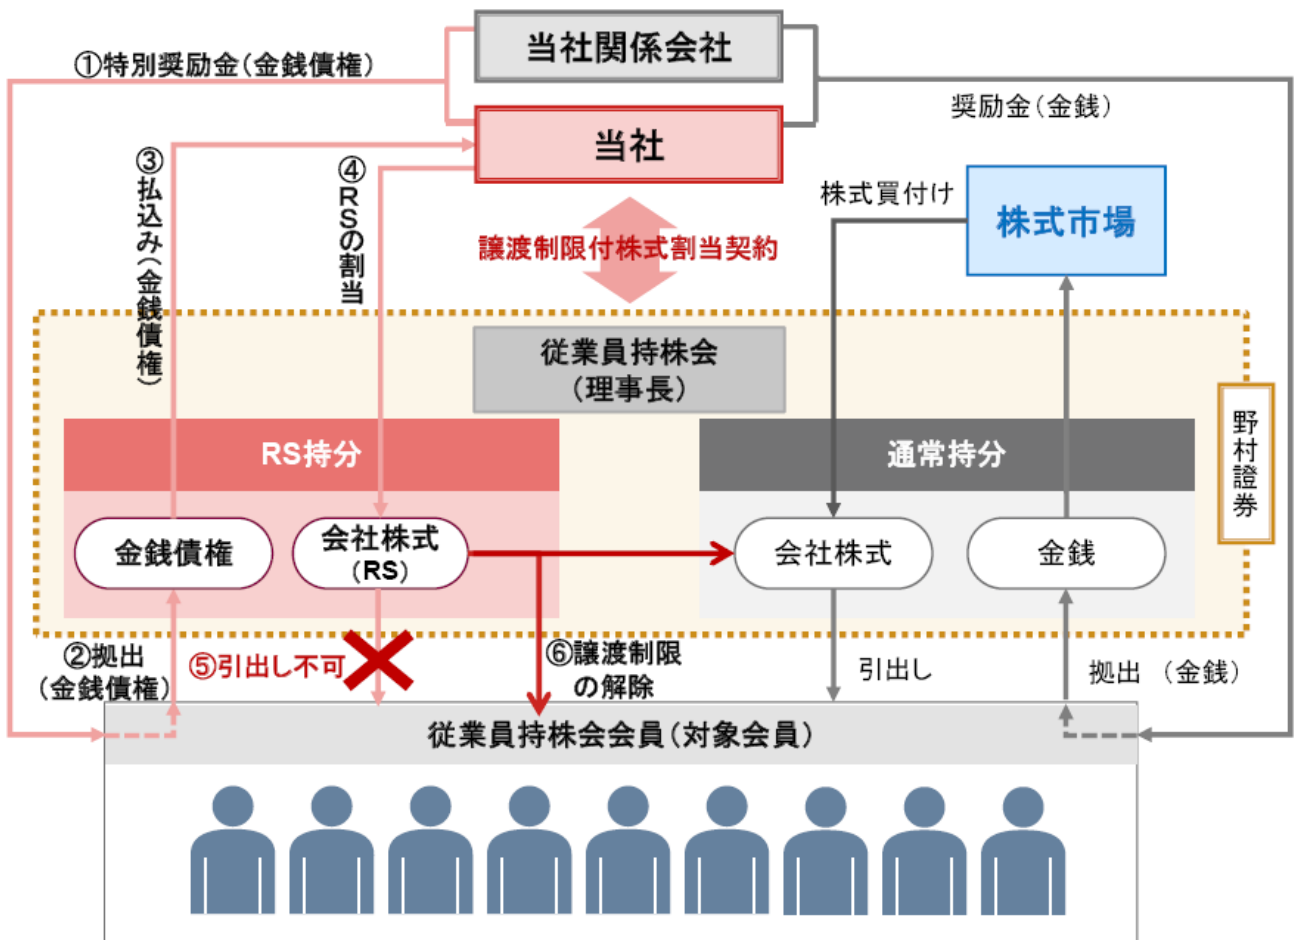 当社関係会社
①特別奨励金(金銭債権)
奨励金(金銭)
当社
③払込み(金銭債権)
④RSの割当
株式買付け
株式市場
譲渡制限付株式割当契約
従業員持株会
(理事長)
野村證券
RS持分
通常持分
金銭債権
会社株式
(RS)
会社株式
金銭
②拠出
(金銭債権)
⑤引出し不可
⑥譲渡制限
の解除
引出し
拠出 (金銭)
従業員持株会会員(対象会員)